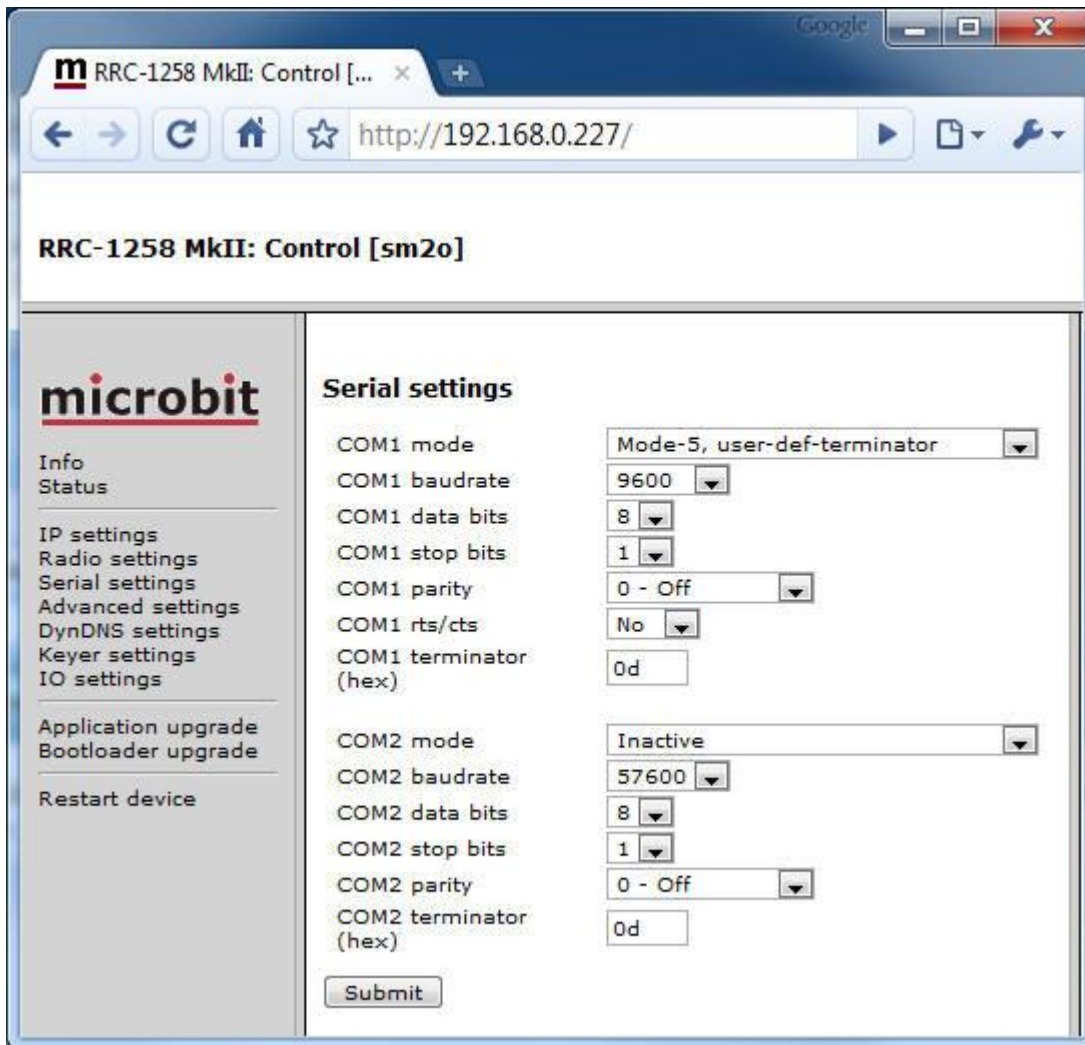 Google
m RRC-1258 MkII: Control [...
http://192.168.0.227/
RRC-1258 MkII: Control [sm2o]
microbit
Info
Status
IP settings
Radio settings
Serial settings
Advanced settings
DynDNS settings
Keyer settings
IO settings
Application upgrade
Bootloader upgrade
Restart device
Serial settings
COM1 mode Mode-5, user-def-terminator
COM1 baudrate 9600
COM1 data bits 8
COM1 stop bits 1
COM1 parity 0 - Off
COM1 rts/cts No
COM1 terminator
(hex) 0d
COM2 mode Inactive
COM2 baudrate 57600
COM2 data bits 8
COM2 stop bits 1
COM2 parity 0 - Off
COM2 terminator
(hex) 0d
Submit